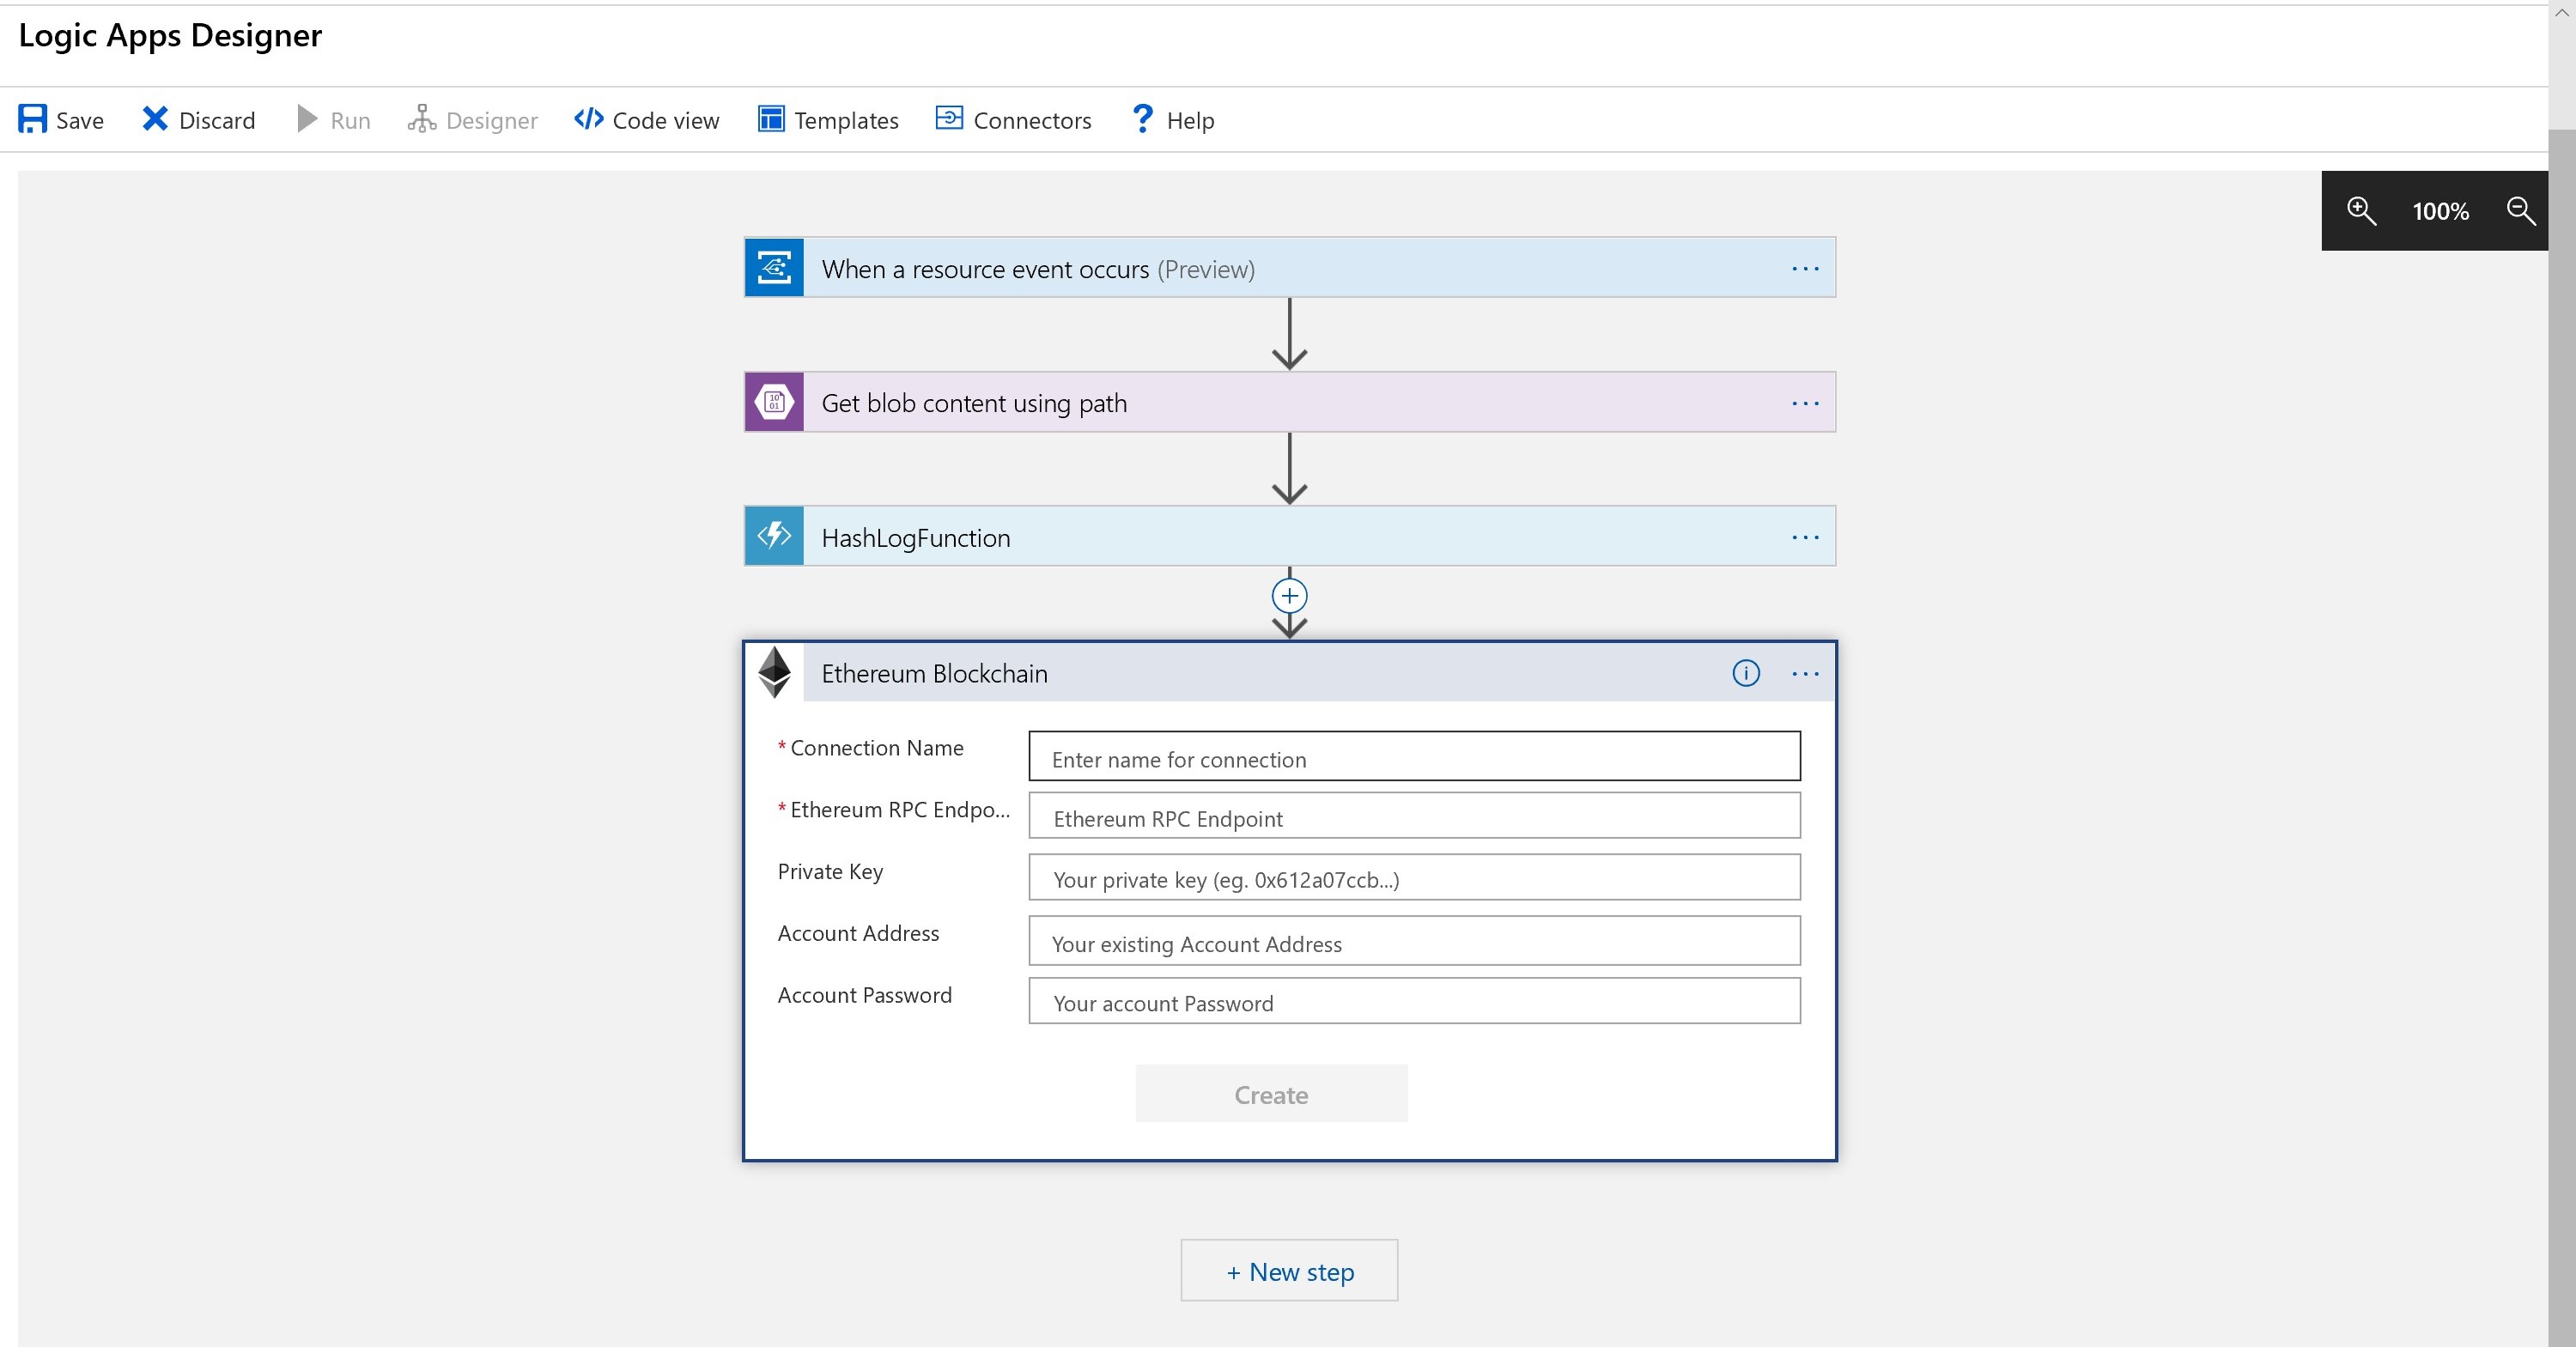 Logic Apps Designer
Save Discard Run Designer </> Code view Templates Connectors ? Help
100%
When a resource event occurs (Preview) ...
10
01
Get blob content using path ...
HashLogFunction ...
+
Ethereum Blockchain i ...
* Connection Name Enter name for connection
* Ethereum RPC Endpo... Ethereum RPC Endpoint
Private Key Your private key (eg. 0x612a07ccb...)
Account Address Your existing Account Address
Account Password Your account Password
Create
+ New step